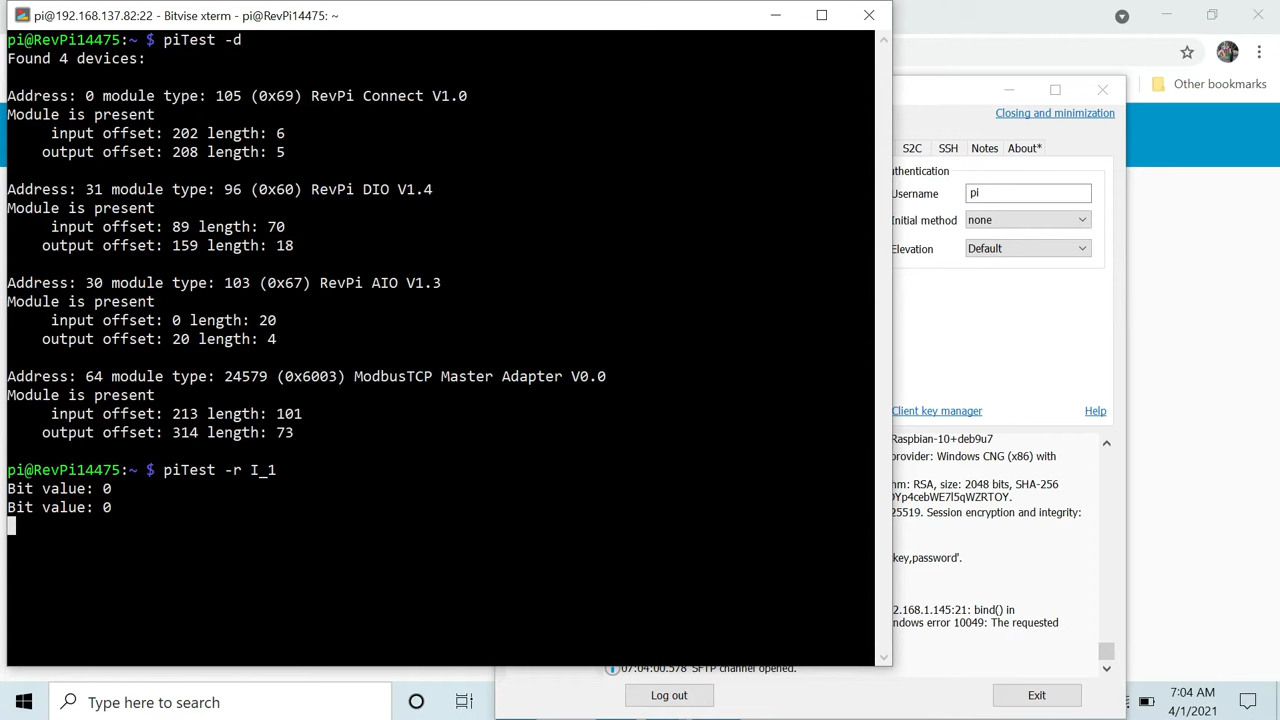 pi@192.168.137.82:22 - Bitvise xterm - pi@RevPi14475: ~
pi@RevPi14475:~ $ piTest -d
Found 4 devices:
Address: 0 module type: 105 (0x69) RevPi Connect V1.0
Module is present
input offset: 202 length: 6
output offset: 208 length: 5
Address: 31 module type: 96 (0x60) RevPi DIO V1.4
Module is present
input offset: 89 length: 70
output offset: 159 length: 18
Address: 30 module type: 103 (0x67) RevPi AIO V1.3
Module is present
input offset: 0 length: 20
output offset: 20 length: 4
Address: 64 module type: 24579 (0x6003) ModbusTCP Master Adapter V0.0
Module is present
input offset: 213 length: 101
output offset: 314 length: 73
pi@RevPi14475:~ $ piTest -r I_1
Bit value: 0
Bit value: 0
Other bookmarks
Closing and minimization
S2C SSH Notes About*
uthentication
Username pi
Initial method none
Elevation Default
Client key manager Help
Raspbian-10+deb9u7
provider: Windows CNG (x86) with
hm: RSA, size: 2048 bits, SHA-256
DYp4cebWE7l5qWZRTOY.
25519. Session encryption and integrity:
key,password'.
2.168.1.145:21: bind() in
ndows error 10049: The requested
07:04:00.578 SFTP channel opened.
Log out Exit
Type here to search
7:04 AM
4/1/2021